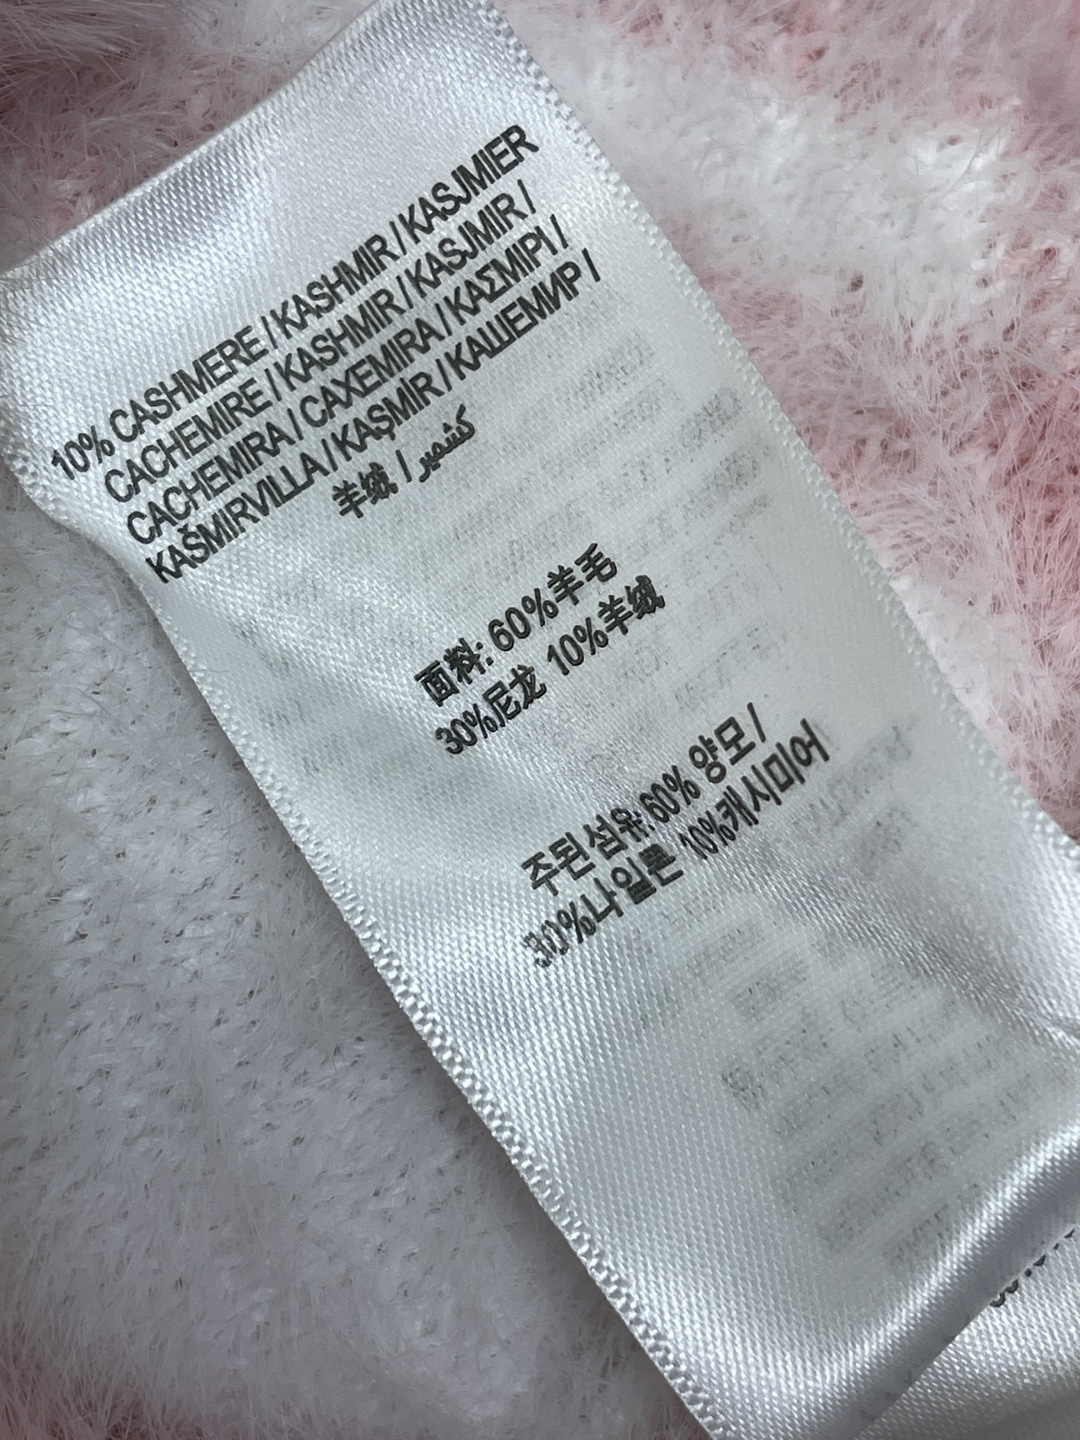 10% CASHMERE / KASHMIR / KASJMIER
CACHEMIRE / KASHMIR / KASJMIR /
CACHEMIRA / CAXEMIRA / ΚΑΣΜΙΡΙ /
KAŠMIRVILLA / KAŞMİR / КАШЕМИР /
羊绒 / كشمير
面料: 60%羊毛
30%尼龙 10%羊绒
주된 섬유:60% 양모 /
30%나일론 10%캐시미어